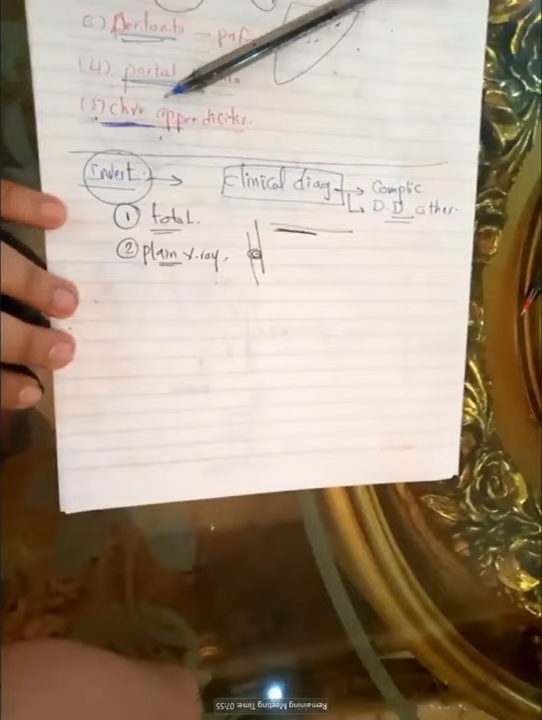 3) Peritonitis →
(4) portal
(5) chro appendicitis.
invest. → Clinical diag → Complic
↳ D.D other.
① total.
② plain x-ray.
Remaining Meeting Time: 07:55